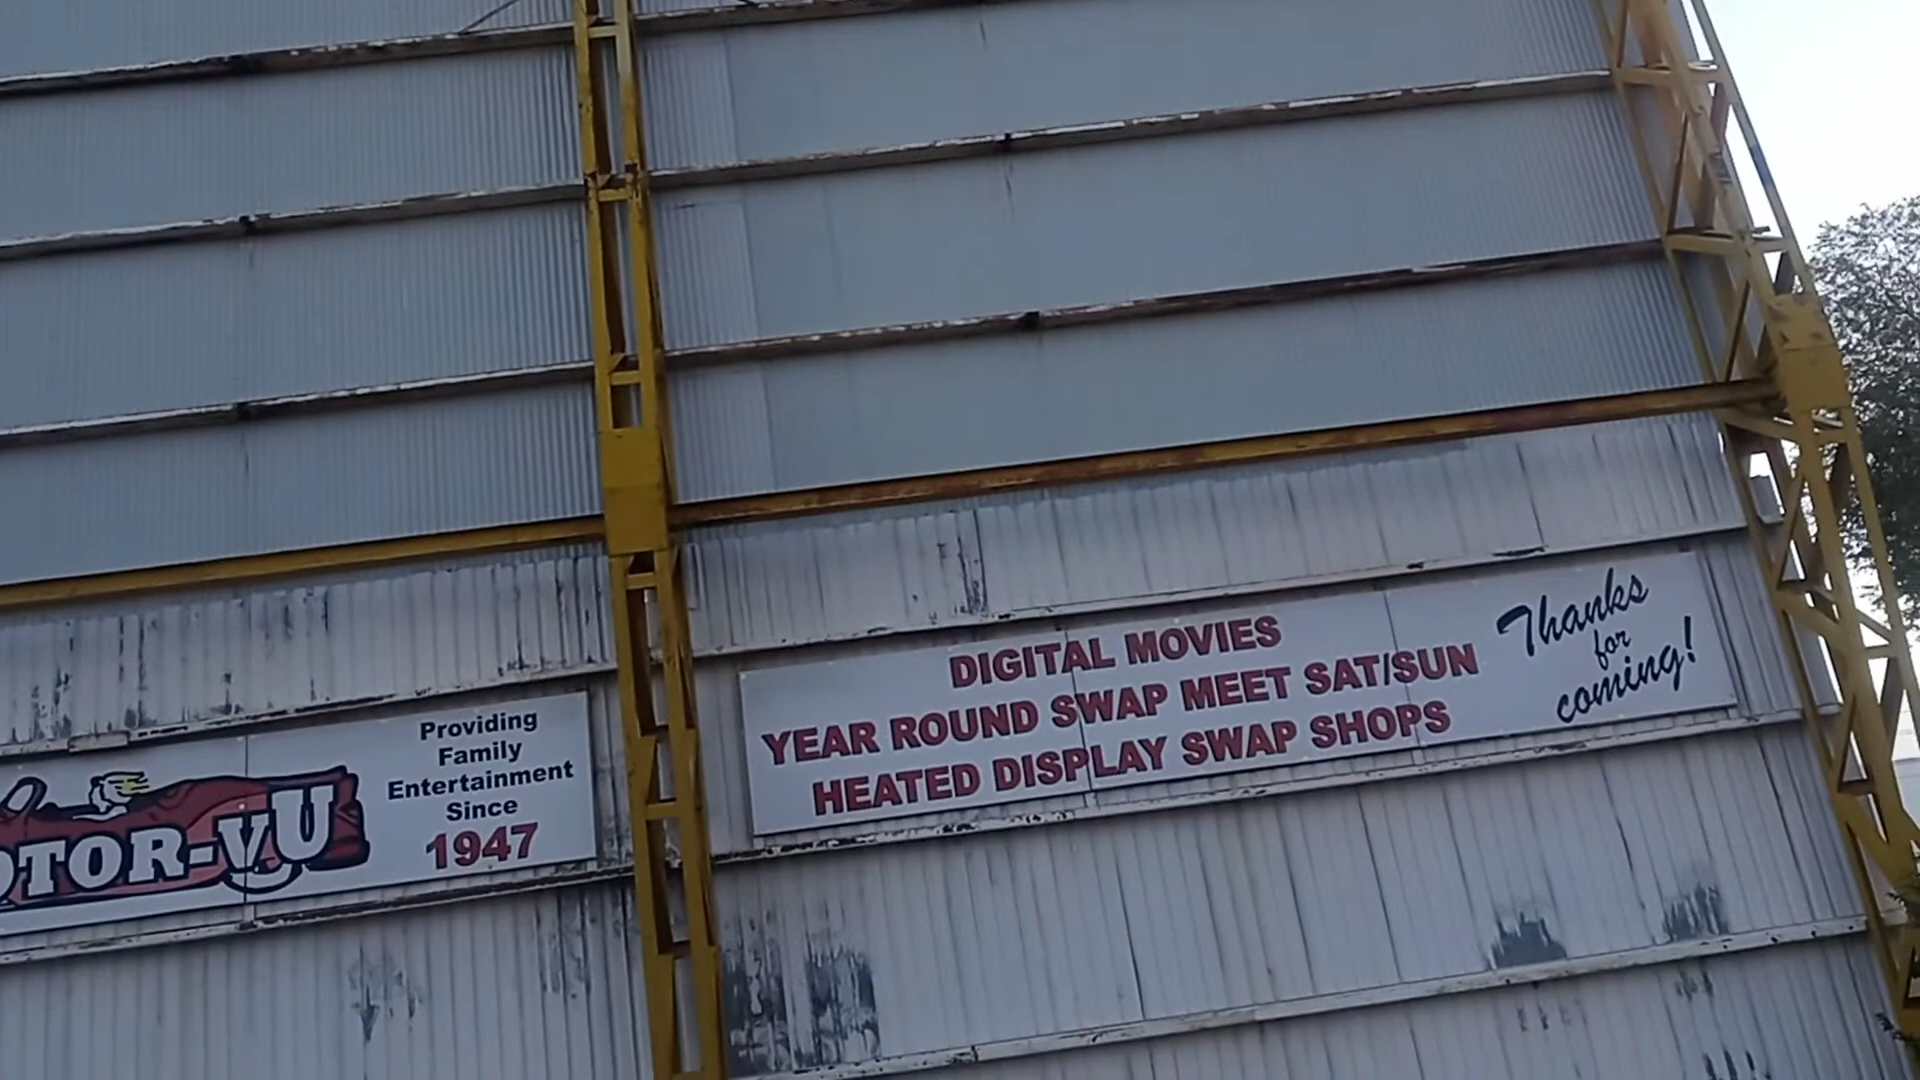 OTOR-VU
Providing
Family
Entertainment
Since
1947
DIGITAL MOVIES
YEAR ROUND SWAP MEET SAT/SUN
HEATED DISPLAY SWAP SHOPS
Thanks
for
coming!